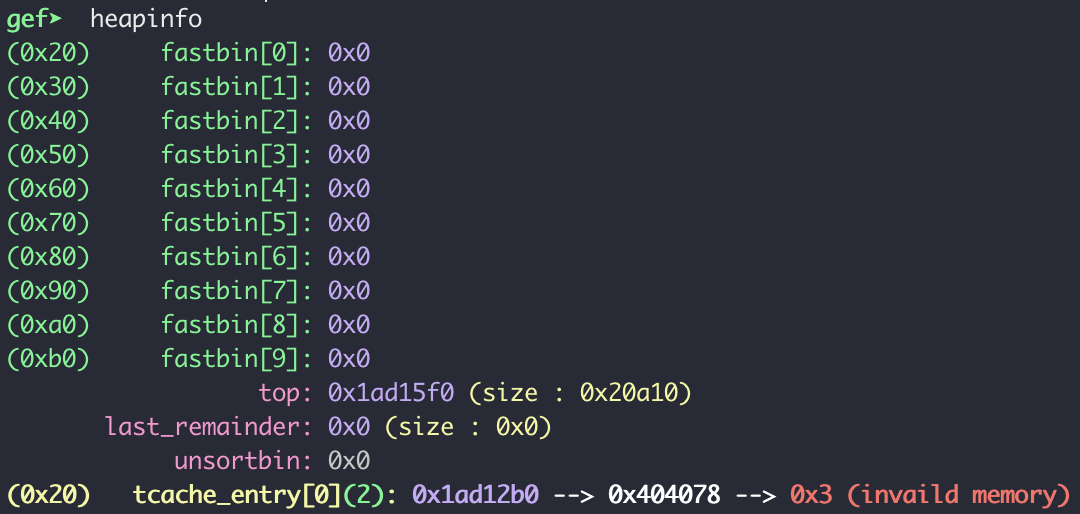 gef➤  heapinfo
(0x20)     fastbin[0]: 0x0
(0x30)     fastbin[1]: 0x0
(0x40)     fastbin[2]: 0x0
(0x50)     fastbin[3]: 0x0
(0x60)     fastbin[4]: 0x0
(0x70)     fastbin[5]: 0x0
(0x80)     fastbin[6]: 0x0
(0x90)     fastbin[7]: 0x0
(0xa0)     fastbin[8]: 0x0
(0xb0)     fastbin[9]: 0x0
top: 0x1ad15f0 (size : 0x20a10)
last_remainder: 0x0 (size : 0x0)
unsortbin: 0x0
(0x20)   tcache_entry[0](2): 0x1ad12b0 --> 0x404078 --> 0x3 (invaild memory)